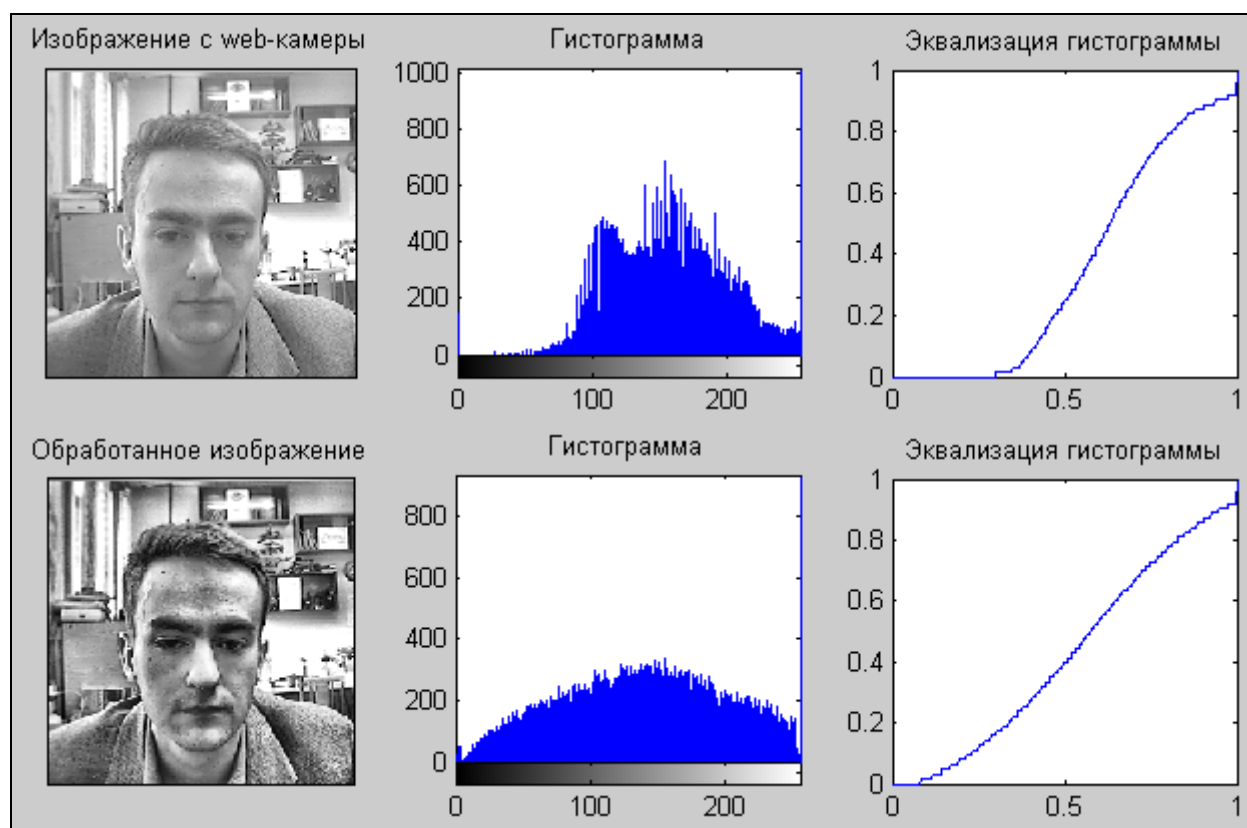 Изображение с web-камеры
Гистограмма
Эквализация гистограммы
1000
800
600
400
200
0
0 100 200
1
0.8
0.6
0.4
0.2
0
0 0.5 1
Обработанное изображение
Гистограмма
Эквализация гистограммы
800
600
400
200
0
0 100 200
1
0.8
0.6
0.4
0.2
0
0 0.5 1